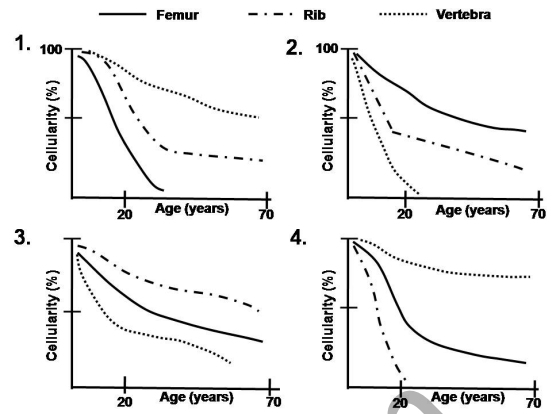 Femur Rib Vertebra
1. 100 Cellularity (%) 20 Age (years) 70
2. 100 Cellularity (%) 20 Age (years) 70
3. Cellularity (%) 20 Age (years) 70
4. Cellularity (%) 20 Age (years) 70